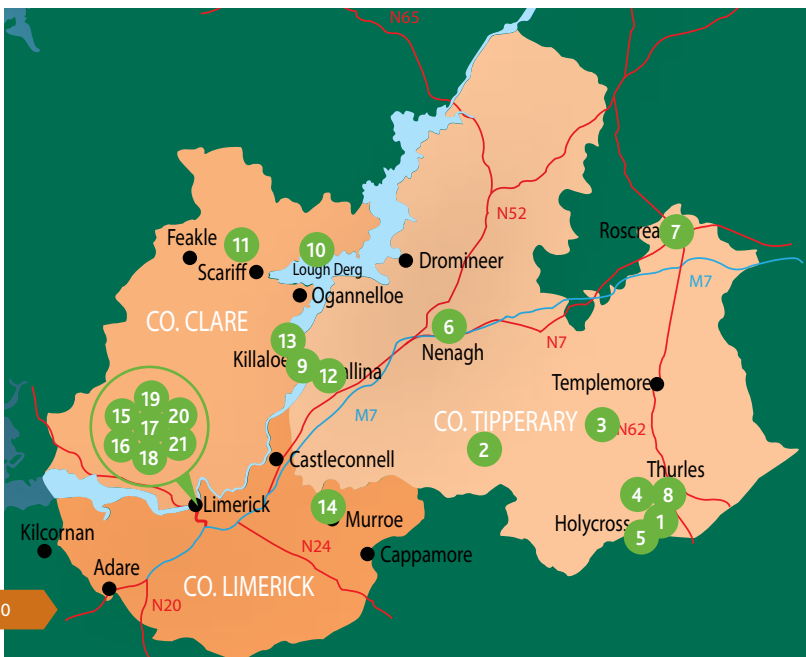 N65
N52
Roscrea
7
Feakle
11
10
Scariff
Lough Derg
Dromineer
Ogannelloe
M7
CO. CLARE
13
6
N7
Killaloe
9
12
Nenagh
Templemore
19
15
20
17
16
21
18
M7
CO. TIPPERARY
3
N62
2
Castleconnell
Thurles
4
8
Limerick
14
Murroe
Holycross
1
5
Kilcornan
N24
Cappamore
Adare
CO. LIMERICK
N20
0